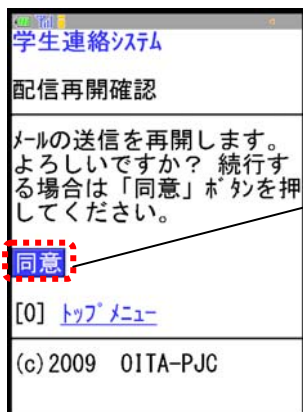 学生連絡ｼｽﾃﾑ
配信再開確認
ﾒｰﾙの送信を再開します。
よろしいですか？ 続行す
る場合は「同意」ﾎﾞﾀﾝを押
してください。
同意
[0] ﾄｯﾌﾟﾒﾆｭｰ
(c)2009 OITA-PJC